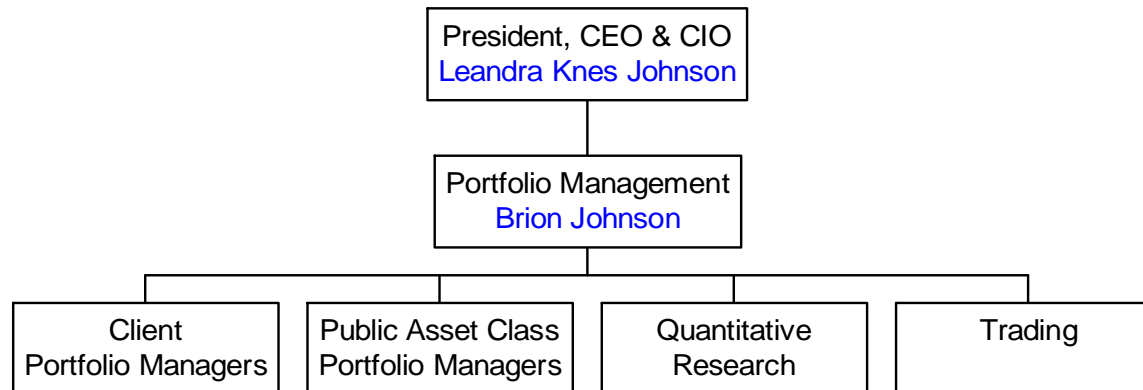 President, CEO & CIO
Leandra Knes Johnson
Portfolio Management
Brion Johnson
Client
Portfolio Managers
Public Asset Class
Portfolio Managers
Quantitative
Research
Trading